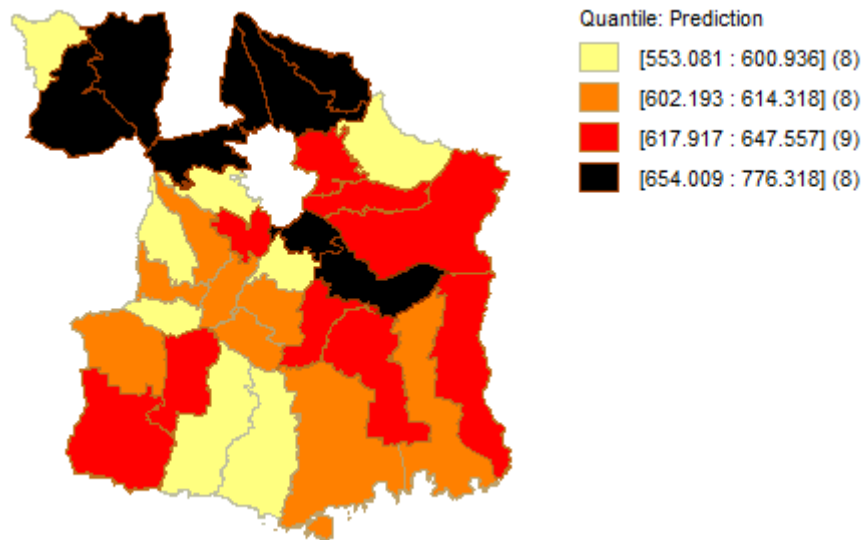 Quantile: Prediction
[553.081 : 600.936] (8)
[602.193 : 614.318] (8)
[617.917 : 647.557] (9)
[654.009 : 776.318] (8)